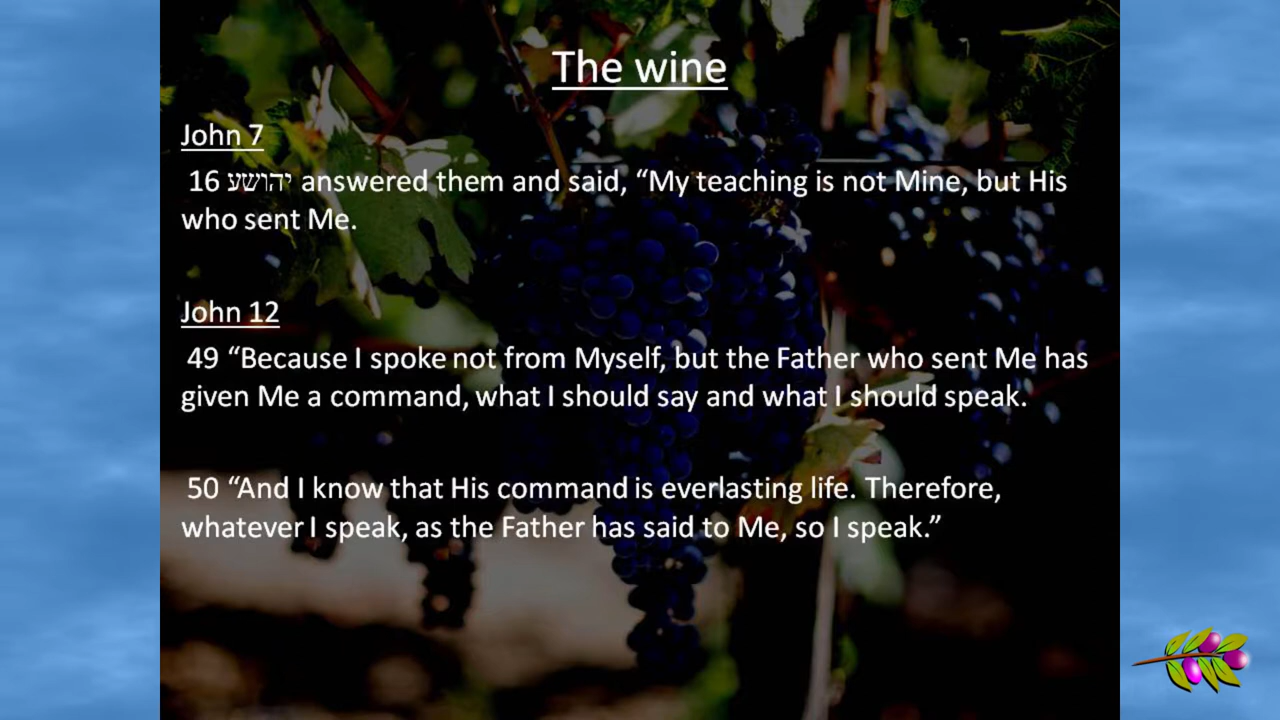 The wine
John 7
16 יהושע answered them and said, “My teaching is not Mine, but His
who sent Me.
John 12
49 “Because I spoke not from Myself, but the Father who sent Me has
given Me a command, what I should say and what I should speak.
50 “And I know that His command is everlasting life. Therefore,
whatever I speak, as the Father has said to Me, so I speak.”